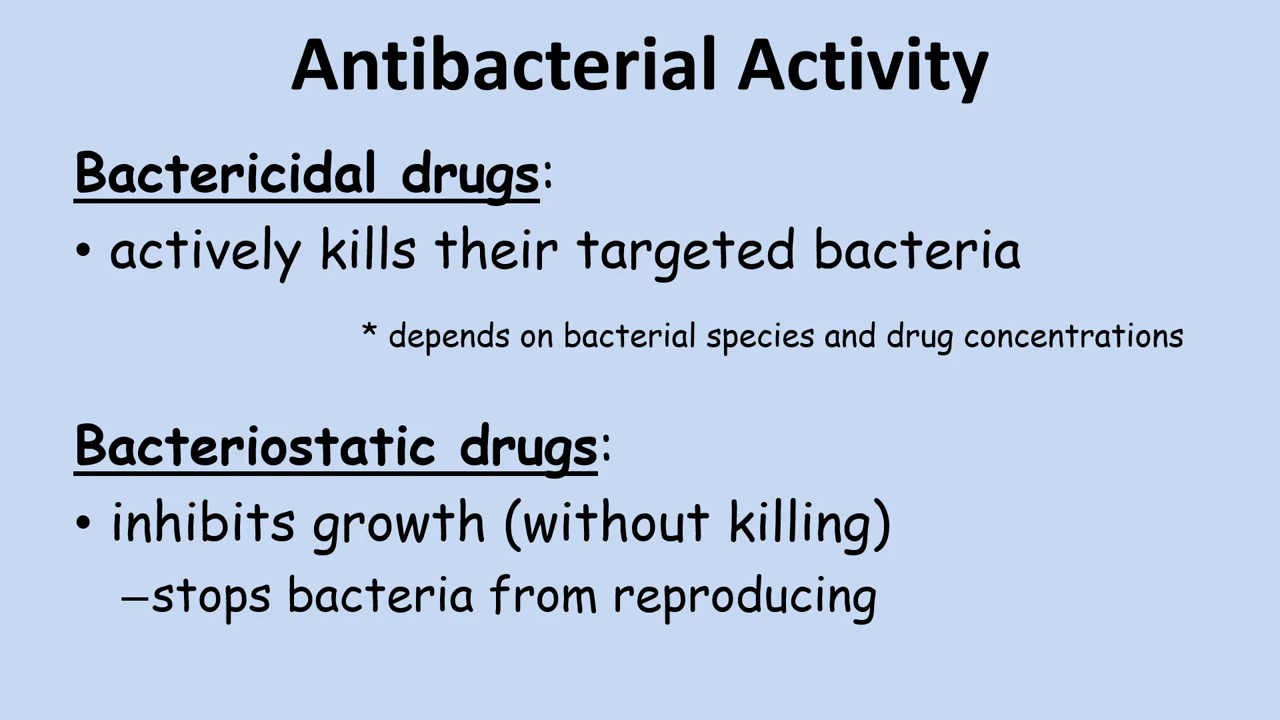 Antibacterial Activity
Bactericidal drugs:
• actively kills their targeted bacteria
* depends on bacterial species and drug concentrations
Bacteriostatic drugs:
• inhibits growth (without killing)
–stops bacteria from reproducing